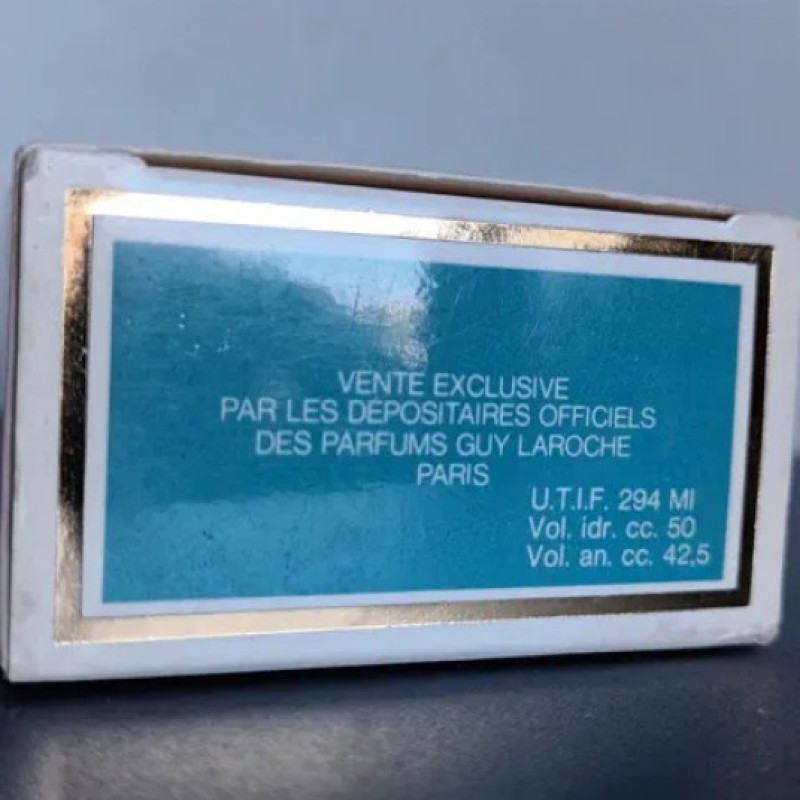 VENTE EXCLUSIVE
PAR LES DEPOSITAIRES OFFICIELS
DES PARFUMS GUY LAROCHE
PARIS
U.T.I.F. 294 MI
Vol. idr. cc. 50
Vol. an. cc. 42,5